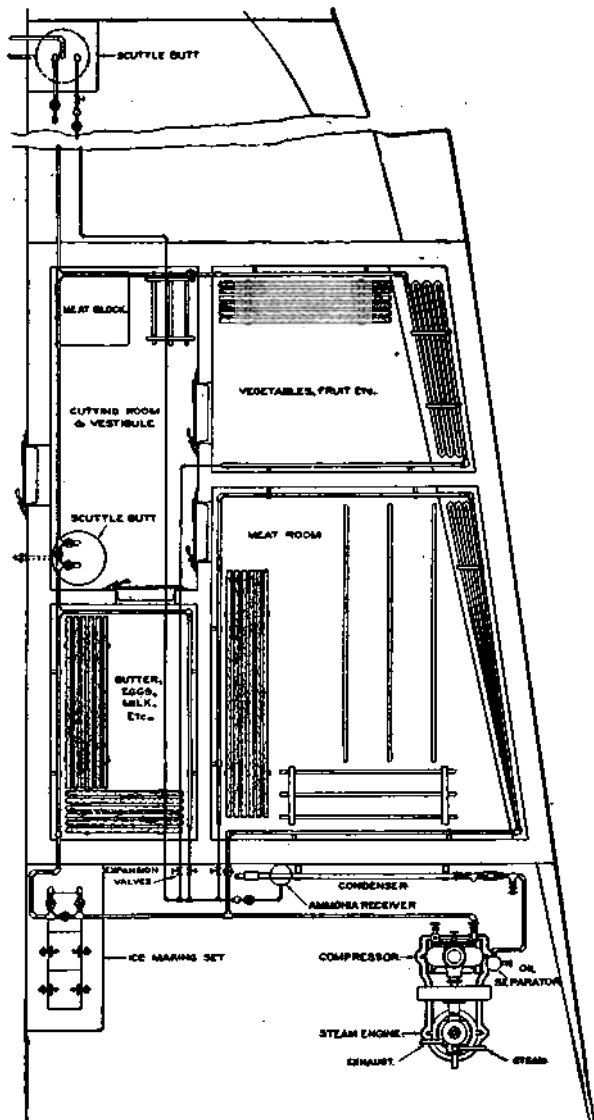 SCUTTLE BUTT
MEAT BLOCK
VEGETABLES, FRUIT ETC.
CUTTING ROOM
& VESTIBULE
SCUTTLE BUTT
MEAT ROOM
BUTTER,
EGGS,
MILK,
ETC.
EXPANSION
VALVES
CONDENSER
AMMONIA RECEIVER
ICE MAKING SET
COMPRESSOR
OIL
SEPARATOR
STEAM ENGINE
EXHAUST
STEAM